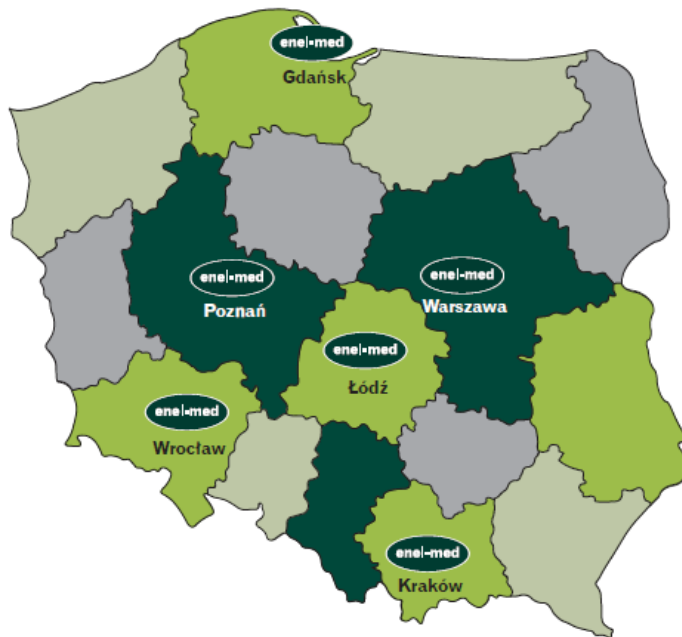 enel-med
Gdańsk
enel-med
Poznań
enel-med
Warszawa
enel-med
Łódź
enel-med
Wrocław
enel-med
Kraków